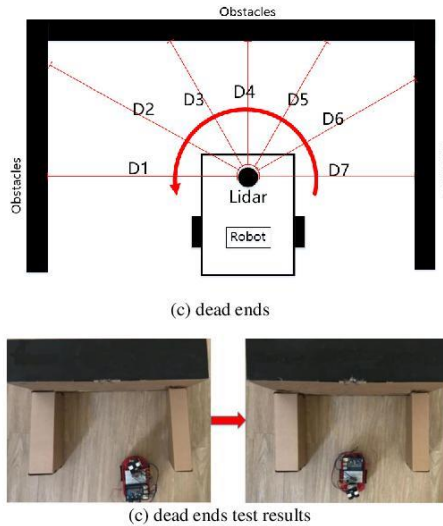 Obstacles
D4
D3
D5
D2
D6
D1
D7
Obstacles
Lidar
Robot
(c) dead ends
(c) dead ends test results